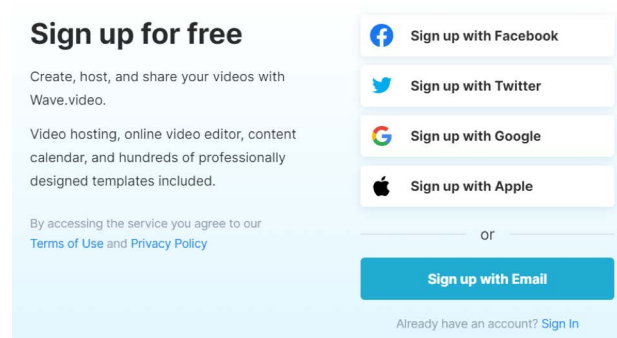 Sign up for free
Create, host, and share your videos with
Wave.video.
Video hosting, online video editor, content
calendar, and hundreds of professionally
designed templates included.
By accessing the service you agree to our
Terms of Use and Privacy Policy
Sign up with Facebook
Sign up with Twitter
Sign up with Google
Sign up with Apple
or
Sign up with Email
Already have an account? Sign In